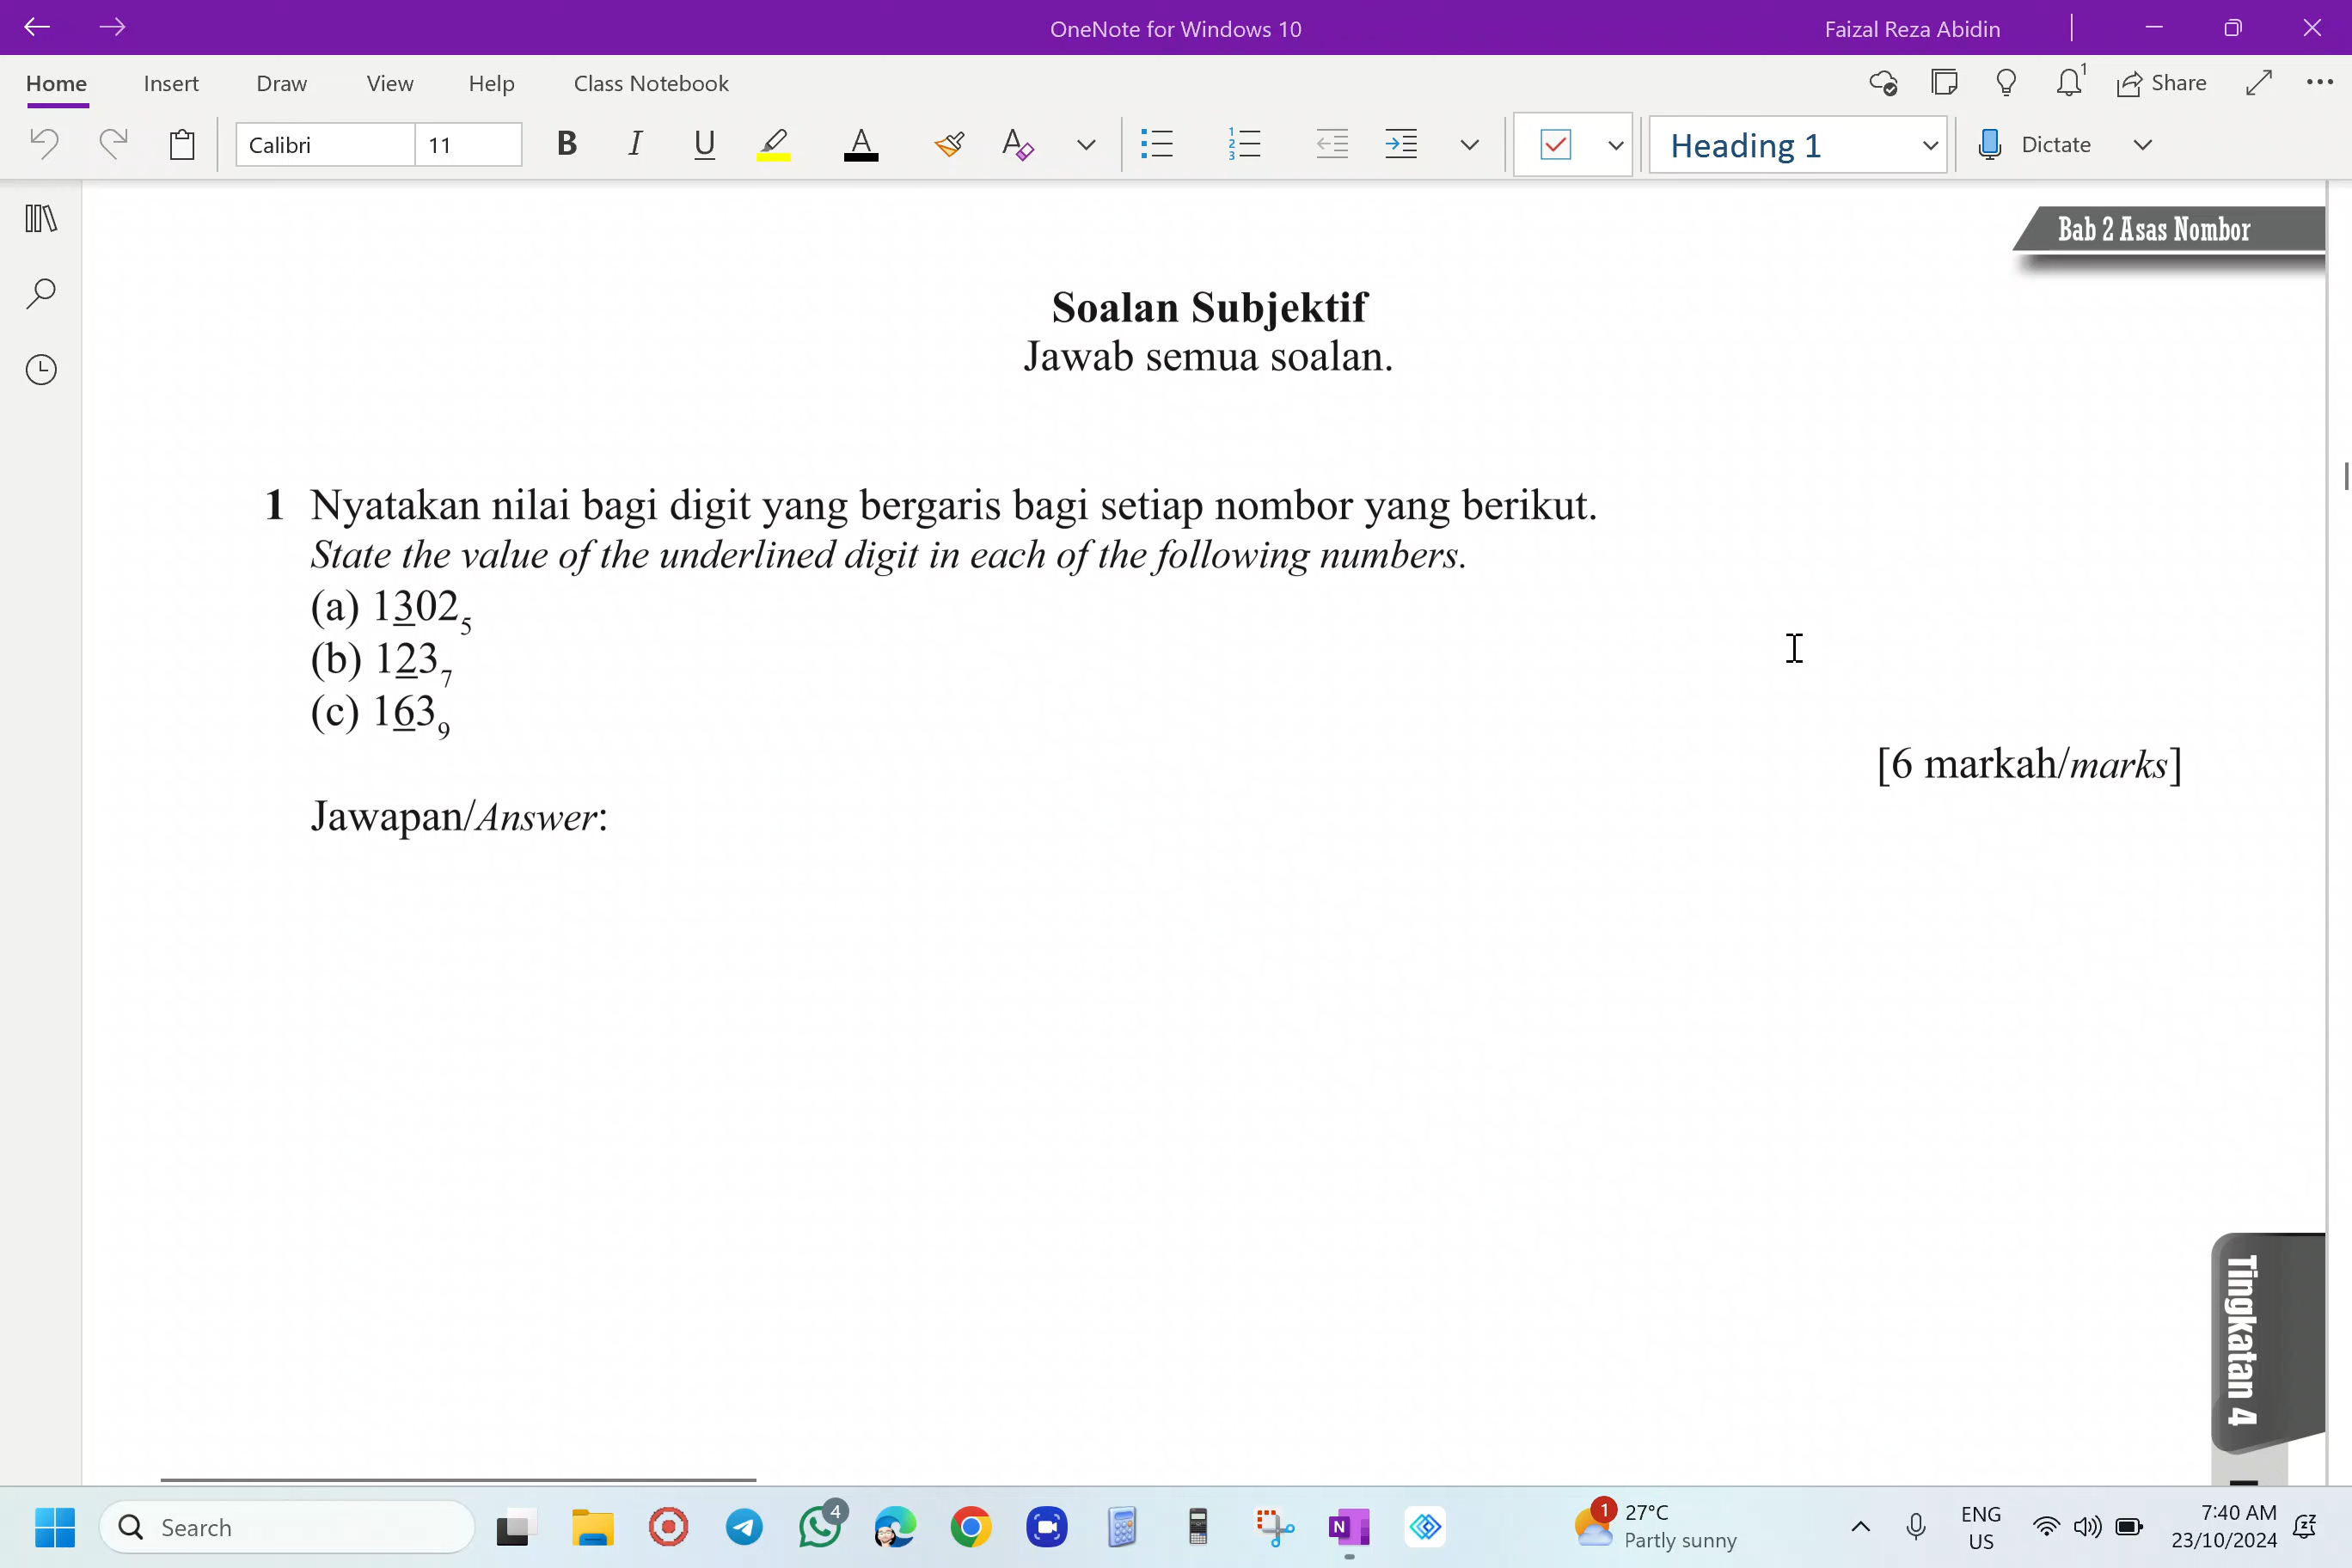 OneNote for Windows 10
Faizal Reza Abidin
Home Insert Draw View Help Class Notebook
1
Share
Calibri 11 B I U A A Heading 1 Dictate
Bab 2 Asas Nombor
Soalan Subjektif
Jawab semua soalan.
1 Nyatakan nilai bagi digit yang bergaris bagi setiap nombor yang berikut.
State the value of the underlined digit in each of the following numbers.
(a) 1302₅
(b) 123₇
(c) 163₉
[6 markah/marks]
Jawapan/Answer:
Tingkatan 4
Search
4
N
1
27°C
Partly sunny
ENG
US
7:40 AM
23/10/2024